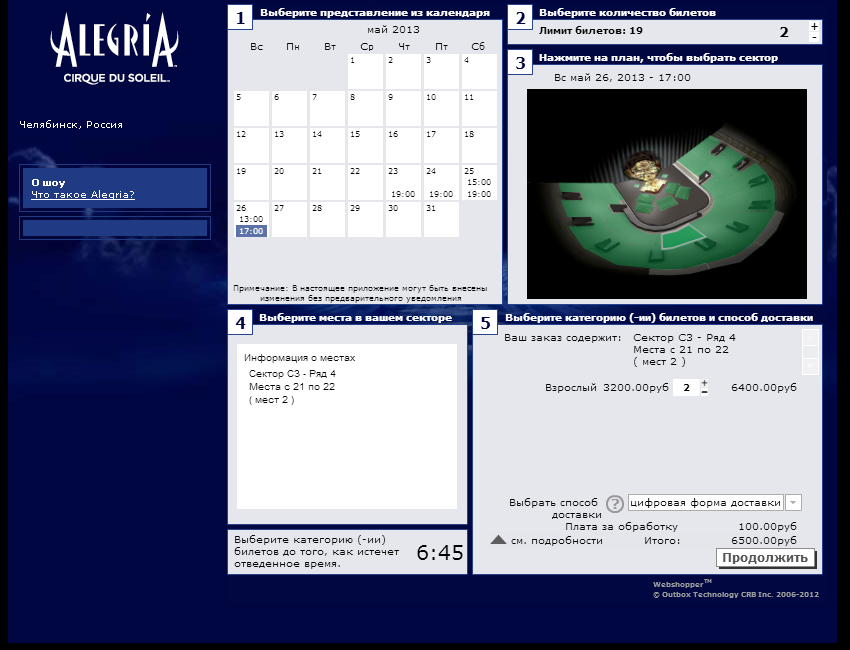 ALEGRÍA
CIRQUE DU SOLEIL.
Челябинск, Россия
О шоу
Что такое Alegria?
1
Выберите представление из календаря
май 2013
Вс Пн Вт Ср Чт Пт Сб
1 2 3 4
5 6 7 8 9 10 11
12 13 14 15 16 17 18
19 20 21 22 23 24 25
15:00
19:00 19:00 19:00
26 27 28 29 30 31
13:00
17:00
Примечание: В настоящее приложение могут быть внесены
изменения без предварительного уведомления
2
Выберите количество билетов
Лимит билетов: 19 2 + -
3
Нажмите на план, чтобы выбрать сектор
Вс май 26, 2013 - 17:00
4
Выберите места в вашем секторе
Информация о местах
Сектор C3 - Ряд 4
Места с 21 по 22
( мест 2 )
Выберите категорию (-ии)
билетов до того, как истечет
отведенное время.
6:45
5
Выберите категорию (-ии) билетов и способ доставки
Ваш заказ содержит: Сектор C3 - Ряд 4
Места с 21 по 22
( мест 2 )
Взрослый 3200.00руб 2 + - 6400.00руб
Выбрать способ ? цифровая форма доставки
доставки
Плата за обработку 100.00руб
см. подробности Итого: 6500.00руб
Продолжить
Webshopper™
© Outbox Technology CRB Inc. 2006-2012